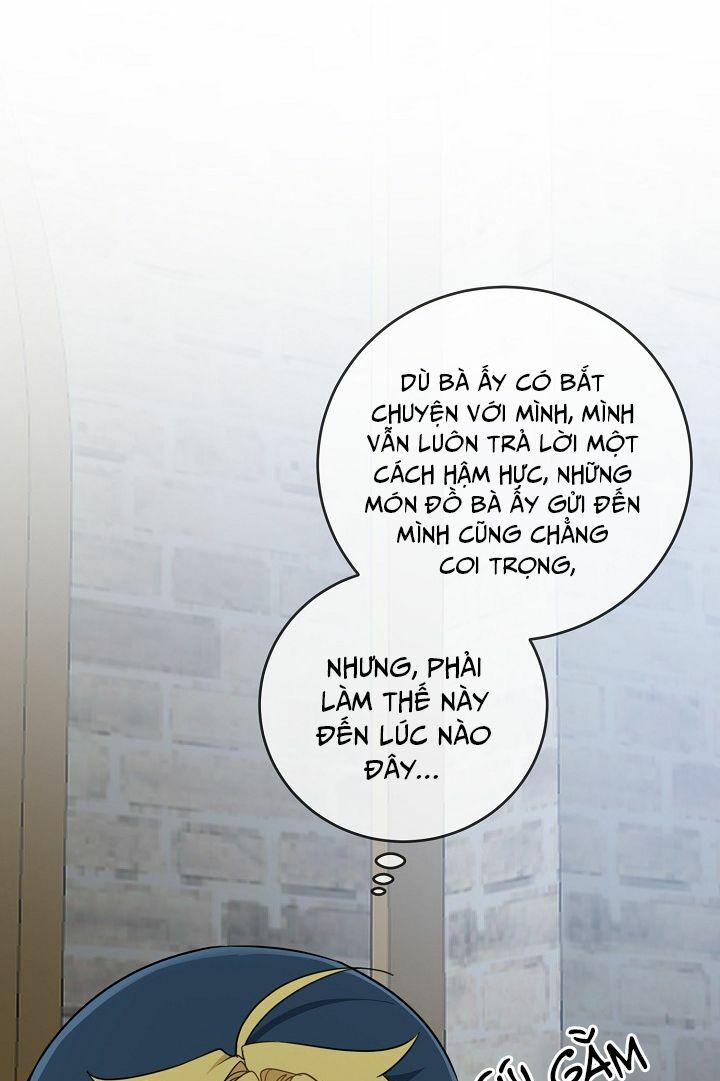 DÙ BÀ ẤY CÓ BẮT
CHUYỆN VỚI MÌNH, MÌNH
VẪN LUÔN TRẢ LỜI MỘT
CÁCH HẬM HỰC, NHỮNG
MÓN ĐỒ BÀ ẤY GỬI ĐẾN
MÌNH CŨNG CHẲNG
COI TRỌNG,
NHƯNG, PHẢI
LÀM THẾ NÀY
ĐẾN LÚC NÀO
ĐÂY...
GẰM